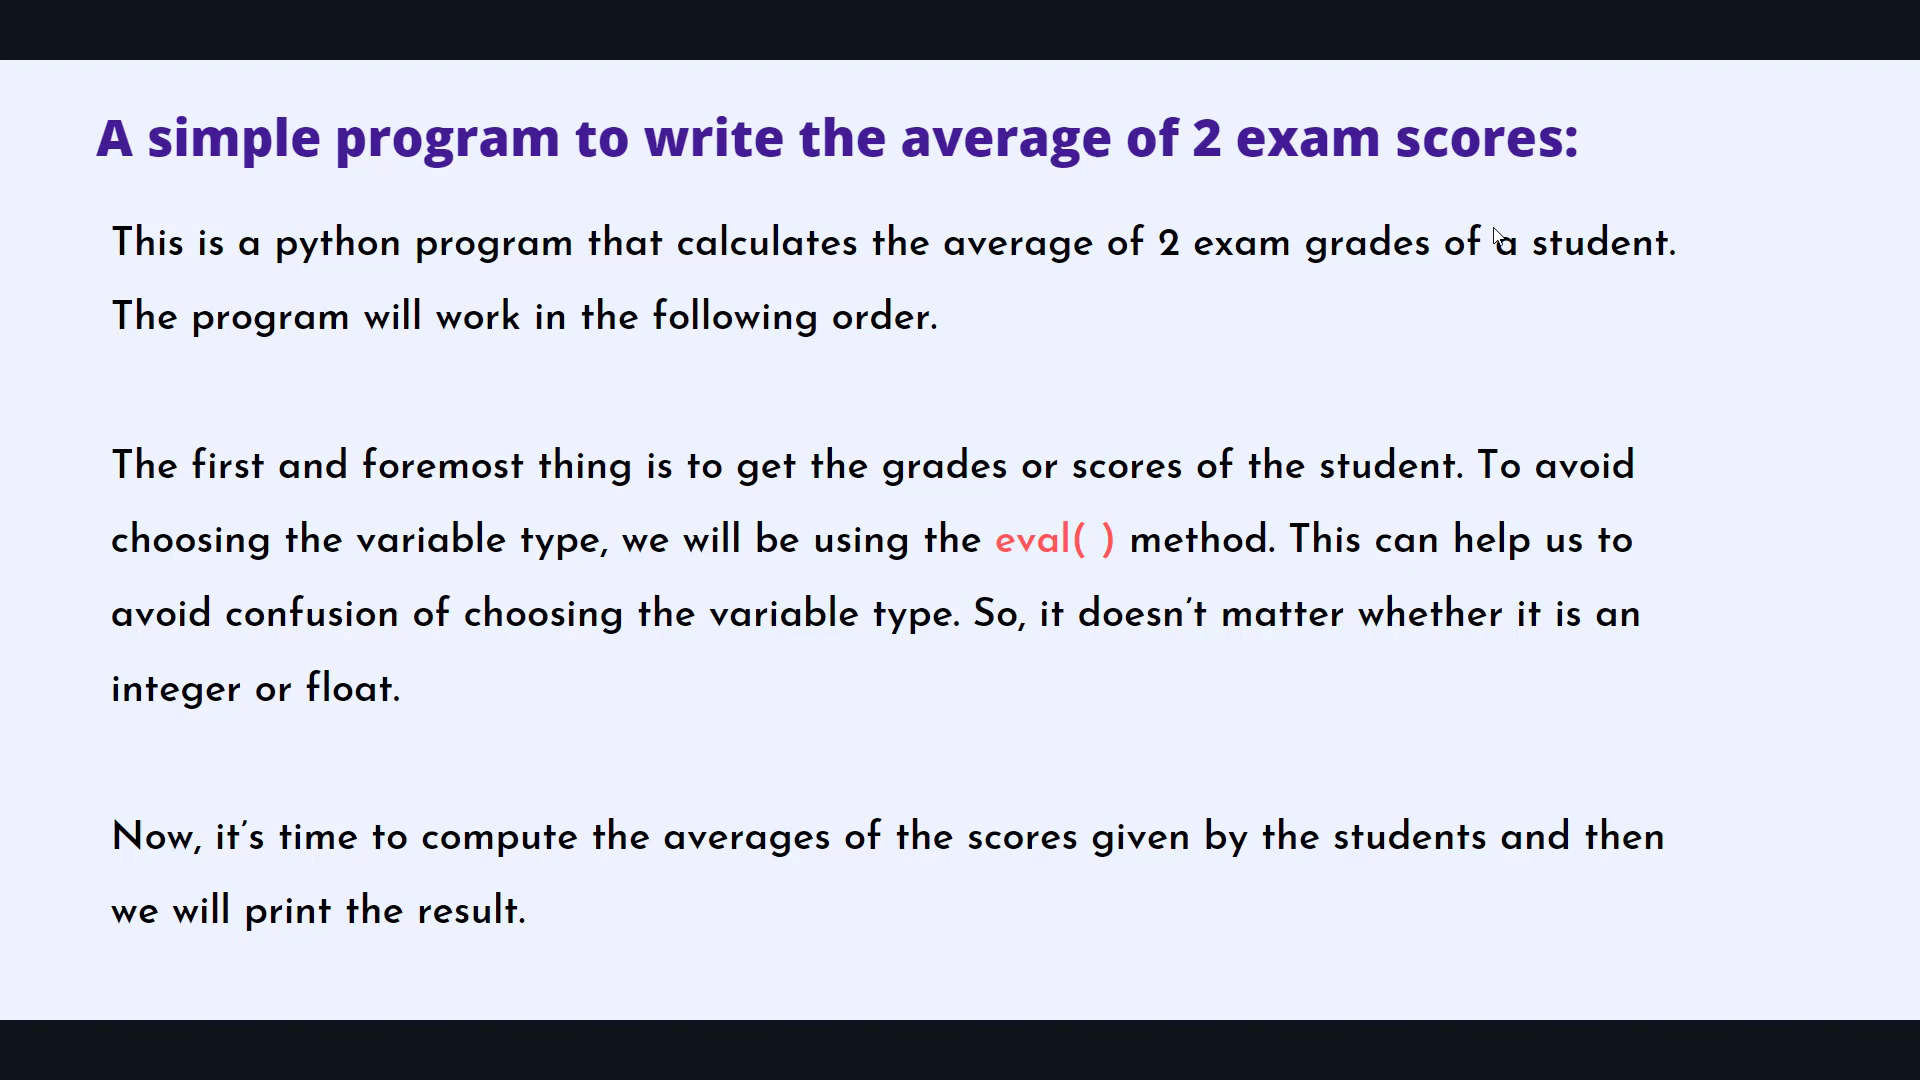 A simple program to write the average of 2 exam scores:
This is a python program that calculates the average of 2 exam grades of a student.
The program will work in the following order.
The first and foremost thing is to get the grades or scores of the student. To avoid
choosing the variable type, we will be using the eval( ) method. This can help us to
avoid confusion of choosing the variable type. So, it doesn’t matter whether it is an
integer or float.
Now, it’s time to compute the averages of the scores given by the students and then
we will print the result.